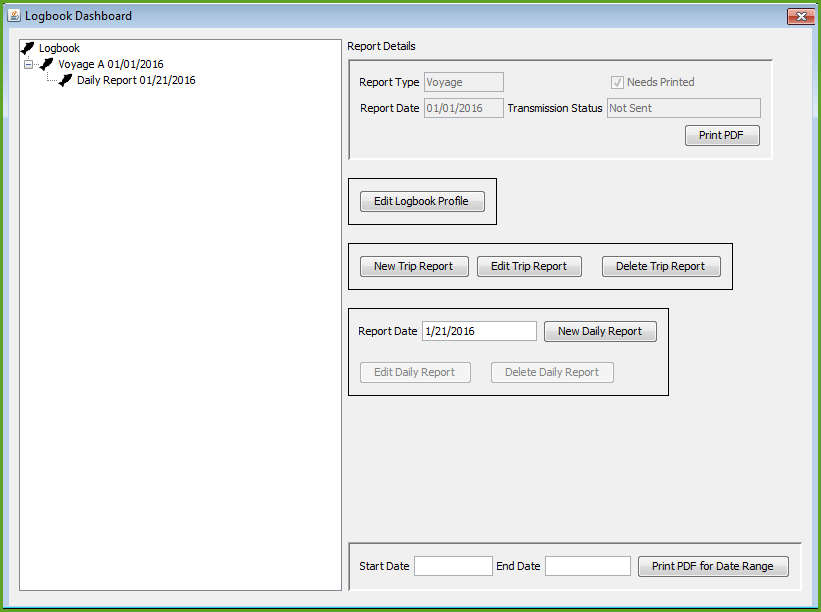 Logbook Dashboard
Logbook
Voyage A 01/01/2016
Daily Report 01/21/2016
Report Details
Report Type Voyage Needs Printed
Report Date 01/01/2016 Transmission Status Not Sent
Print PDF
Edit Logbook Profile
New Trip Report Edit Trip Report Delete Trip Report
Report Date 1/21/2016 New Daily Report
Edit Daily Report Delete Daily Report
Start Date End Date Print PDF for Date Range